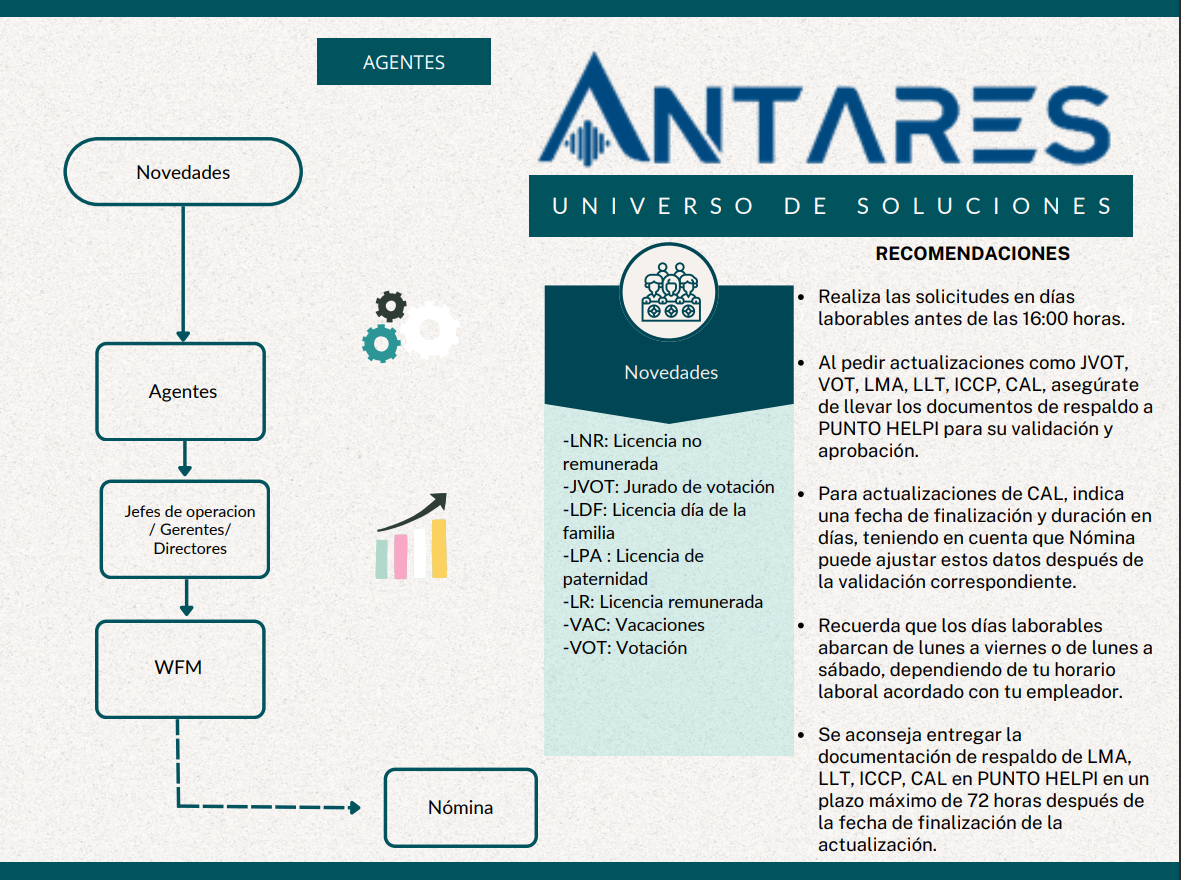 AGENTES
Novedades
Agentes
Jefes de operacion
/ Gerentes/
Directores
WFM
Nómina
ANTARES
UNIVERSO DE SOLUCIONES
Novedades
-LNR: Licencia no
remunerada
-JVOT: Jurado de votación
-LDF: Licencia día de la
familia
-LPA : Licencia de
paternidad
-LR: Licencia remunerada
-VAC: Vacaciones
-VOT: Votación
RECOMENDACIONES
• Realiza las solicitudes en días
laborables antes de las 16:00 horas.
• Al pedir actualizaciones como JVOT,
VOT, LMA, LLT, ICCP, CAL, asegúrate
de llevar los documentos de respaldo a
PUNTO HELPI para su validación y
aprobación.
• Para actualizaciones de CAL, indica
una fecha de finalización y duración en
días, teniendo en cuenta que Nómina
puede ajustar estos datos después de
la validación correspondiente.
• Recuerda que los días laborables
abarcan de lunes a viernes o de lunes a
sábado, dependiendo de tu horario
laboral acordado con tu empleador.
• Se aconseja entregar la
documentación de respaldo de LMA,
LLT, ICCP, CAL en PUNTO HELPI en un
plazo máximo de 72 horas después de
la fecha de finalización de la
actualización.